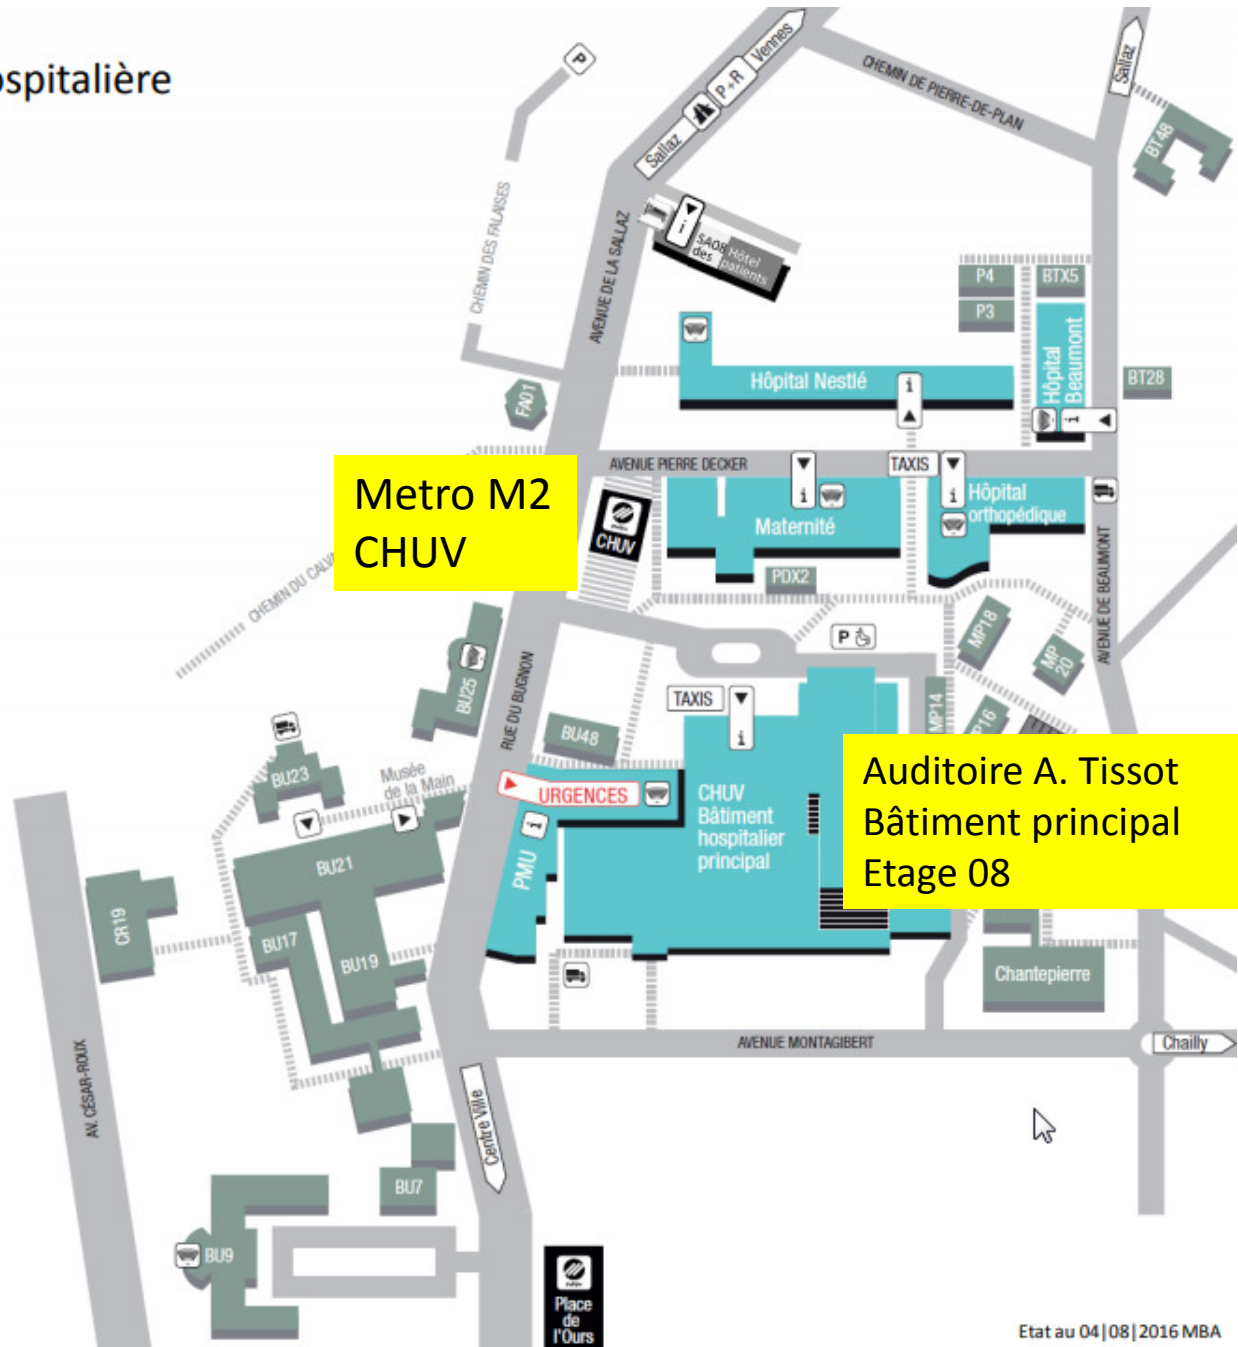 spitalière
P
Vennes
P+R
Sallaz
Sallaz
CHEMIN DE PIERRE-DE-PLAN
BT48
CHEMIN DES FALAISES
AVENUE DE LA SALLAZ
i
SA08 Hôtel
des patients
P4
BTX5
P3
Hôpital Nestlé
i
Hôpital
Beaumont
i
BT28
FA01
AVENUE PIERRE DECKER
TAXIS
i
i
Hôpital
orthopédique
Metro M2
CHUV
CHUV
Maternité
PDX2
CHEMIN DU CALV
AVENUE DE BEAUMONT
MP18
MP
20
P
BU25
RUE DU BUGNON
TAXIS
i
MP14
P16
BU48
BU23
Musée
de la Main
URGENCES
i
PMU
CHUV
Bâtiment
hospitalier
principal
Auditoire A. Tissot
Bâtiment principal
Etage 08
BU21
CR19
BU17
BU19
Chantepierre
AVENUE MONTAGIBERT
Chailly
AV. CÉSAR-ROUX
Centre Ville
BU7
BU9
Place
de
l'Ours
Etat au 04|08|2016 MBA